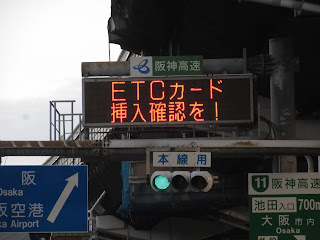 阪神高速
ETCカード
挿入確認を!
本線用
阪
Osaka
阪空港
Airport
11 阪神高速
池田入口 700m
大阪市内
Osaka